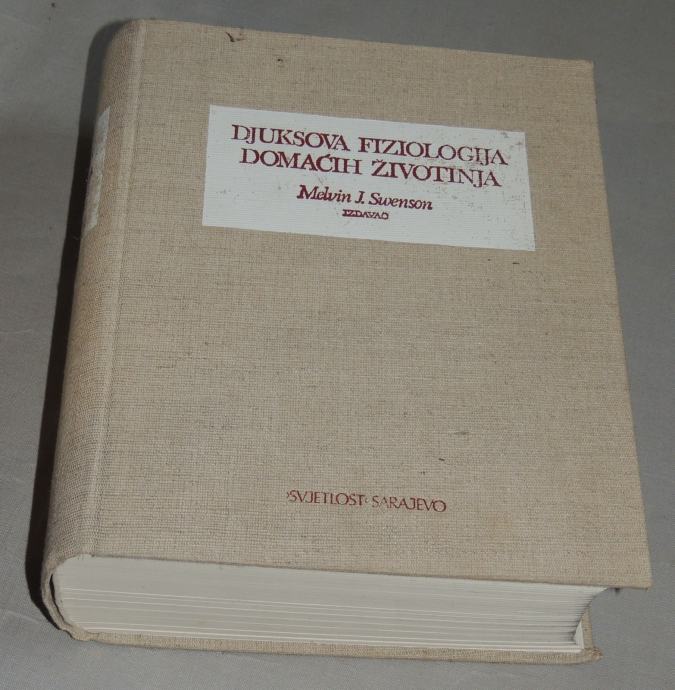 DJUKSOVA FIZIOLOGIJA
DOMAĆIH ŽIVOTINJA
Melvin J. Swenson
IZDAVAČ
›SVJETLOST‹ SARAJEVO